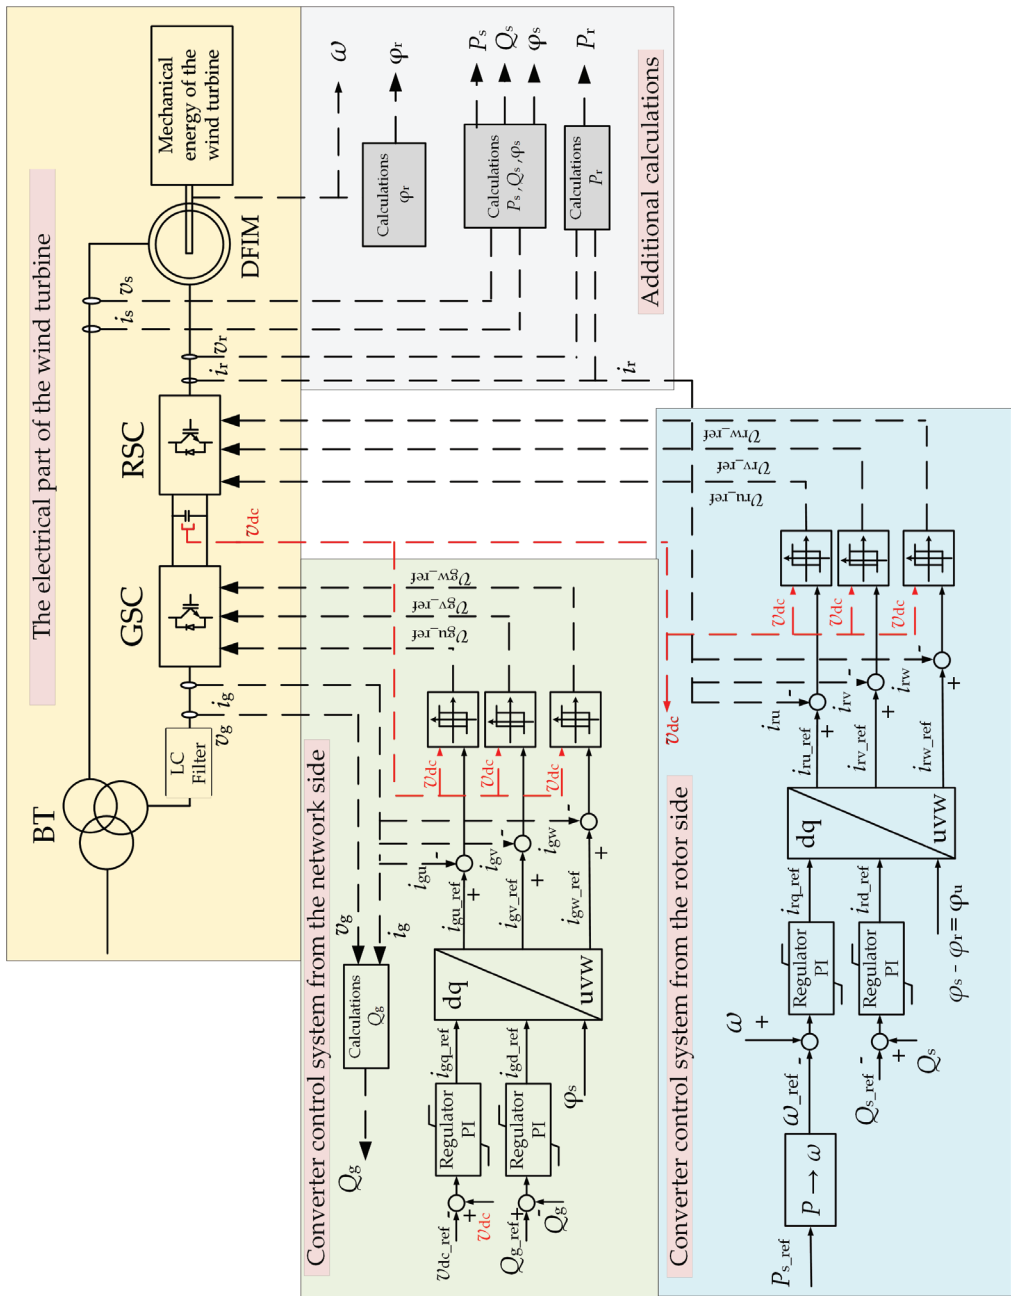 The electrical part of the wind turbine
BT
LC
Filter
v_g
i_g
GSC
v_dc
RSC
i_r
v_r
i_s
v_s
DFIM
Mechanical
energy of the
wind turbine
Additional calculations
ω
Calculations
φ_r
φ_r
Calculations
P_s, Q_s, φ_s
P_s
Q_s
φ_s
Calculations
P_r
P_r
i_r
Converter control system from the network side
Q_g
Calculations
Q_g
v_g
i_g
v_dc_ref
-
+
v_dc
Regulator
PI
i_gq_ref
Q_g_ref
+
-
Q_g
Regulator
PI
i_gd_ref
φ_s
dq
uvw
i_gu_ref
i_gv_ref
i_gw_ref
i_gu
i_gv
i_gw
-
+
-
+
-
+
v_dc
v_dc
v_dc
v_gu_ref
v_gv_ref
v_gw_ref
Converter control system from the rotor side
v_dc
P_s_ref
P → ω
ω_ref
-
ω
+
Regulator
PI
i_rq_ref
Q_s_ref
-
+
Q_s
Regulator
PI
i_rd_ref
φ_s - φ_r = φ_u
dq
uvw
i_ru_ref
i_rv_ref
i_rw_ref
i_ru
i_rv
i_rw
-
+
-
+
-
+
v_dc
v_dc
v_dc
v_ru_ref
v_rv_ref
v_rw_ref